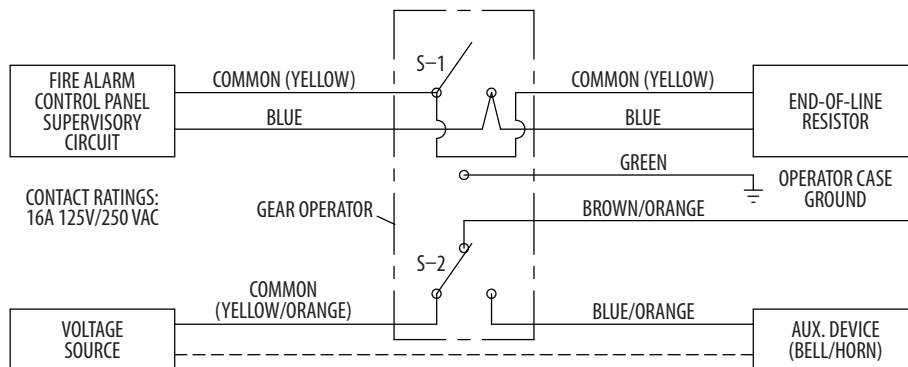 S–1
FIRE ALARM
CONTROL PANEL
SUPERVISORY
CIRCUIT
COMMON (YELLOW)
BLUE
COMMON (YELLOW)
BLUE
END-OF-LINE
RESISTOR
CONTACT RATINGS:
16A 125V/250 VAC
GEAR OPERATOR
GREEN
OPERATOR CASE
GROUND
BROWN/ORANGE
S–2
COMMON
(YELLOW/ORANGE)
BLUE/ORANGE
VOLTAGE
SOURCE
AUX. DEVICE
(BELL/HORN)